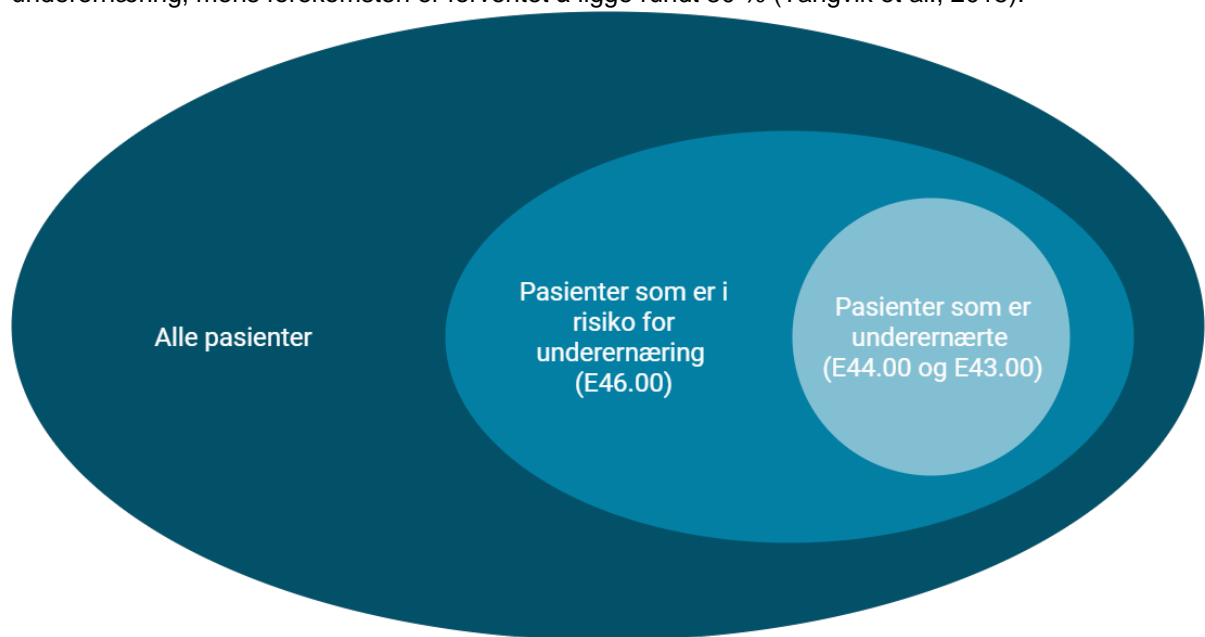 Alle pasienter
Pasienter som er i
risiko for
underernæring
(E46.00)
Pasienter som er
underernærte
(E44.00 og E43.00)